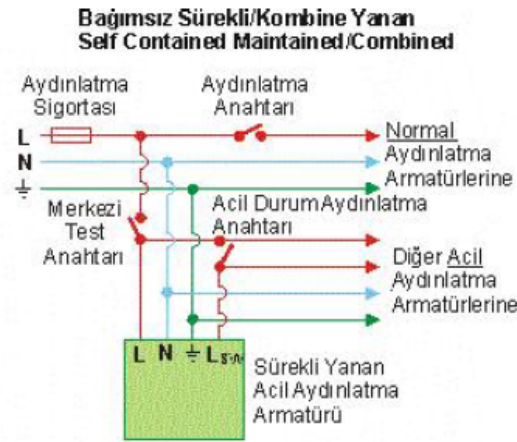 Bağımsız Sürekli/Kombine Yanan
Self Contained Maintained/Combined
Aydınlatma
Sigortası
Aydınlatma
Anahtarı
L
N
Normal
Aydınlatma
Armatürlerine
Merkezi
Test
Anahtarı
Acil Durum Aydınlatma
Anahtarı
Diğer Acil
Aydınlatma
Armatürlerine
L N LSW
Sürekli Yanan
Acil Aydınlatma
Armatürü